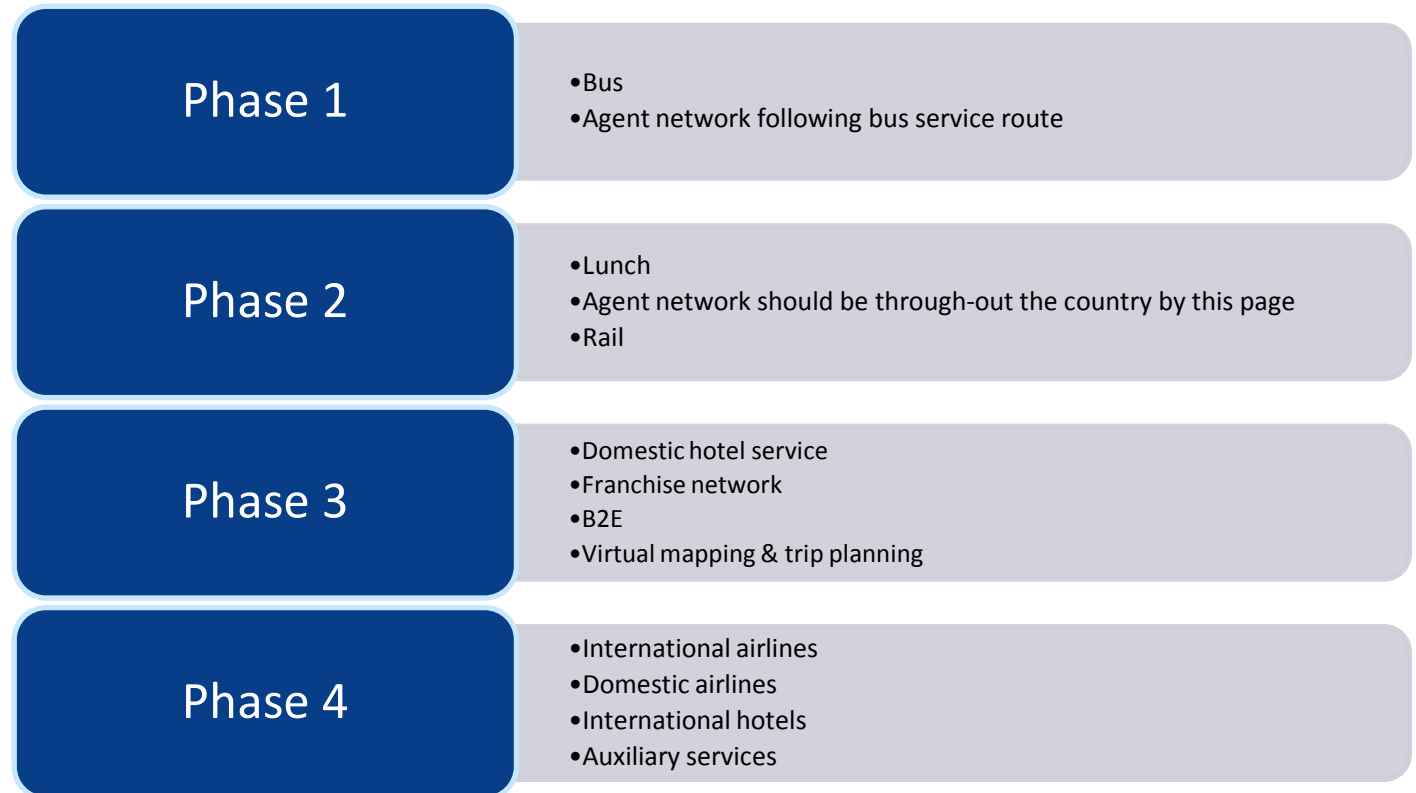 Phase 1
•Bus
•Agent network following bus service route
Phase 2
•Lunch
•Agent network should be through-out the country by this page
•Rail
Phase 3
•Domestic hotel service
•Franchise network
•B2E
•Virtual mapping & trip planning
Phase 4
•International airlines
•Domestic airlines
•International hotels
•Auxiliary services